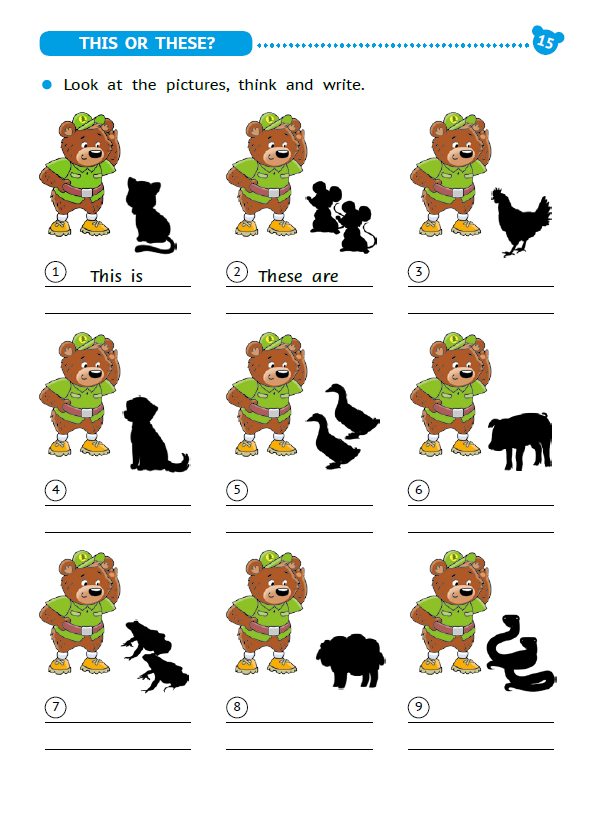 THIS OR THESE?
15
Look at the pictures, think and write.
1 This is
2 These are
3
4
5
6
7
8
9